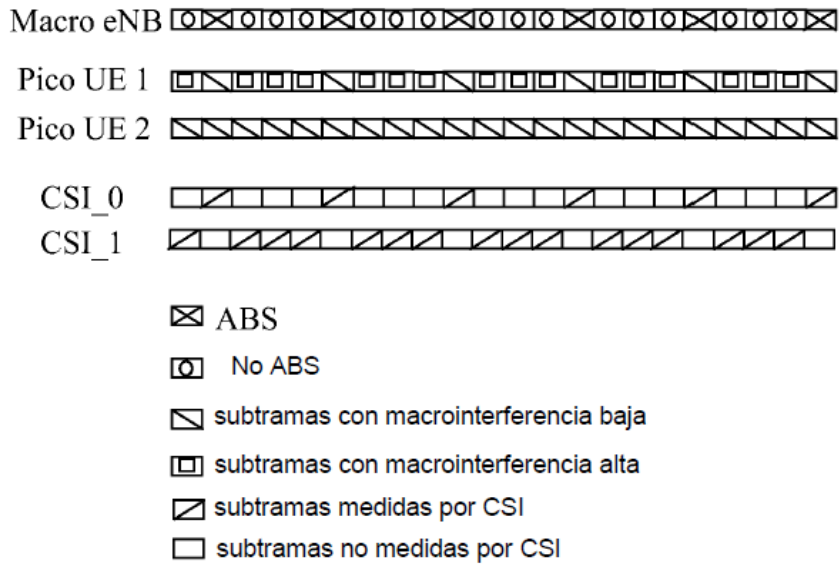 Macro eNB
Pico UE 1
Pico UE 2
CSI_0
CSI_1
ABS
No ABS
subtramas con macrointerferencia baja
subtramas con macrointerferencia alta
subtramas medidas por CSI
subtramas no medidas por CSI